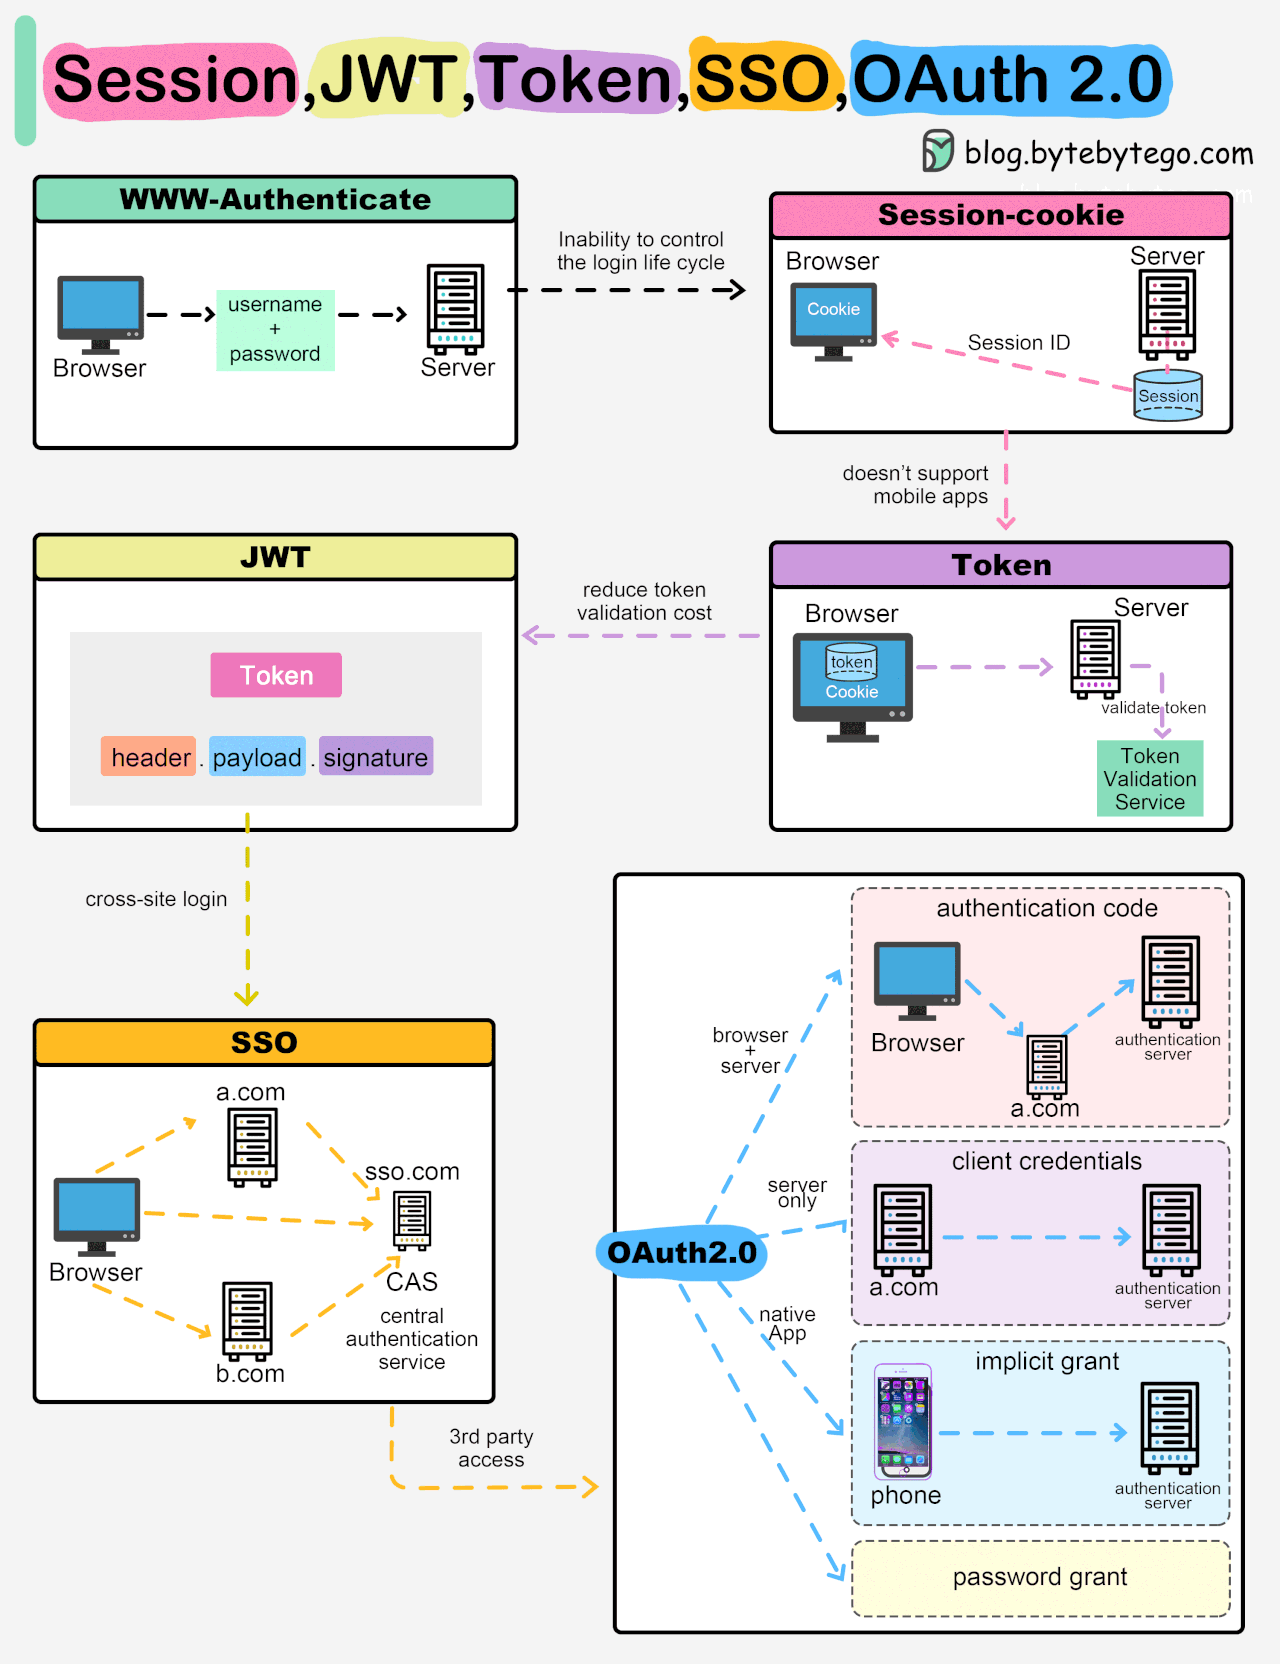 Session,JWT,Token,SSO,OAuth 2.0
blog.bytebytego.com
WWW-Authenticate
Browser
username
+
password
Server
Inability to control
the login life cycle
Session-cookie
Browser
Server
Cookie
Session ID
Session
doesn't support
mobile apps
Token
Browser
Server
token
Cookie
validate token
Token
Validation
Service
reduce token
validation cost
JWT
Token
header . payload . signature
cross-site login
SSO
a.com
sso.com
Browser
CAS
central
authentication
service
b.com
3rd party
access
OAuth2.0
browser
+
server
authentication code
Browser
a.com
authentication
server
server
only
client credentials
a.com
authentication
server
native
App
implicit grant
phone
authentication
server
password grant